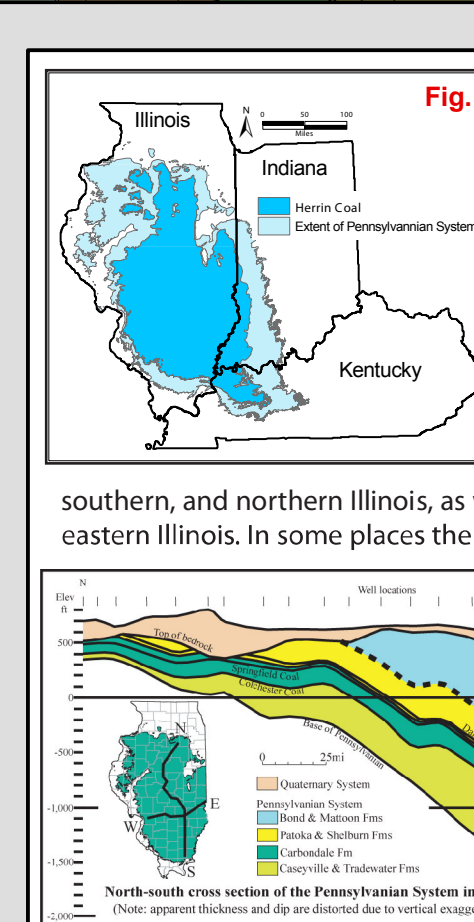 Fig.
Illinois
N
0 50 100
Miles
Indiana
Herrin Coal
Extent of Pennsylvannian System
Kentucky
southern, and northern Illinois, as
eastern Illinois. In some places the
N
Elev
ft
Well locations
500
Top of bedrock
Springfield Coal
Colchester Coal
0
Base of Pennsylvanian
N
0 25mi
-500
Quaternary System
Pennsylvanian System
E
-1,000
Bond & Mattoon Fms
W
Patoka & Shelburn Fms
Carbondale Fm
-1,500
Caseyville & Tradewater Fms
S
North-south cross section of the Pennsylvanian System in
(Note: apparent thickness and dip are distorted due to vertical
-2,000